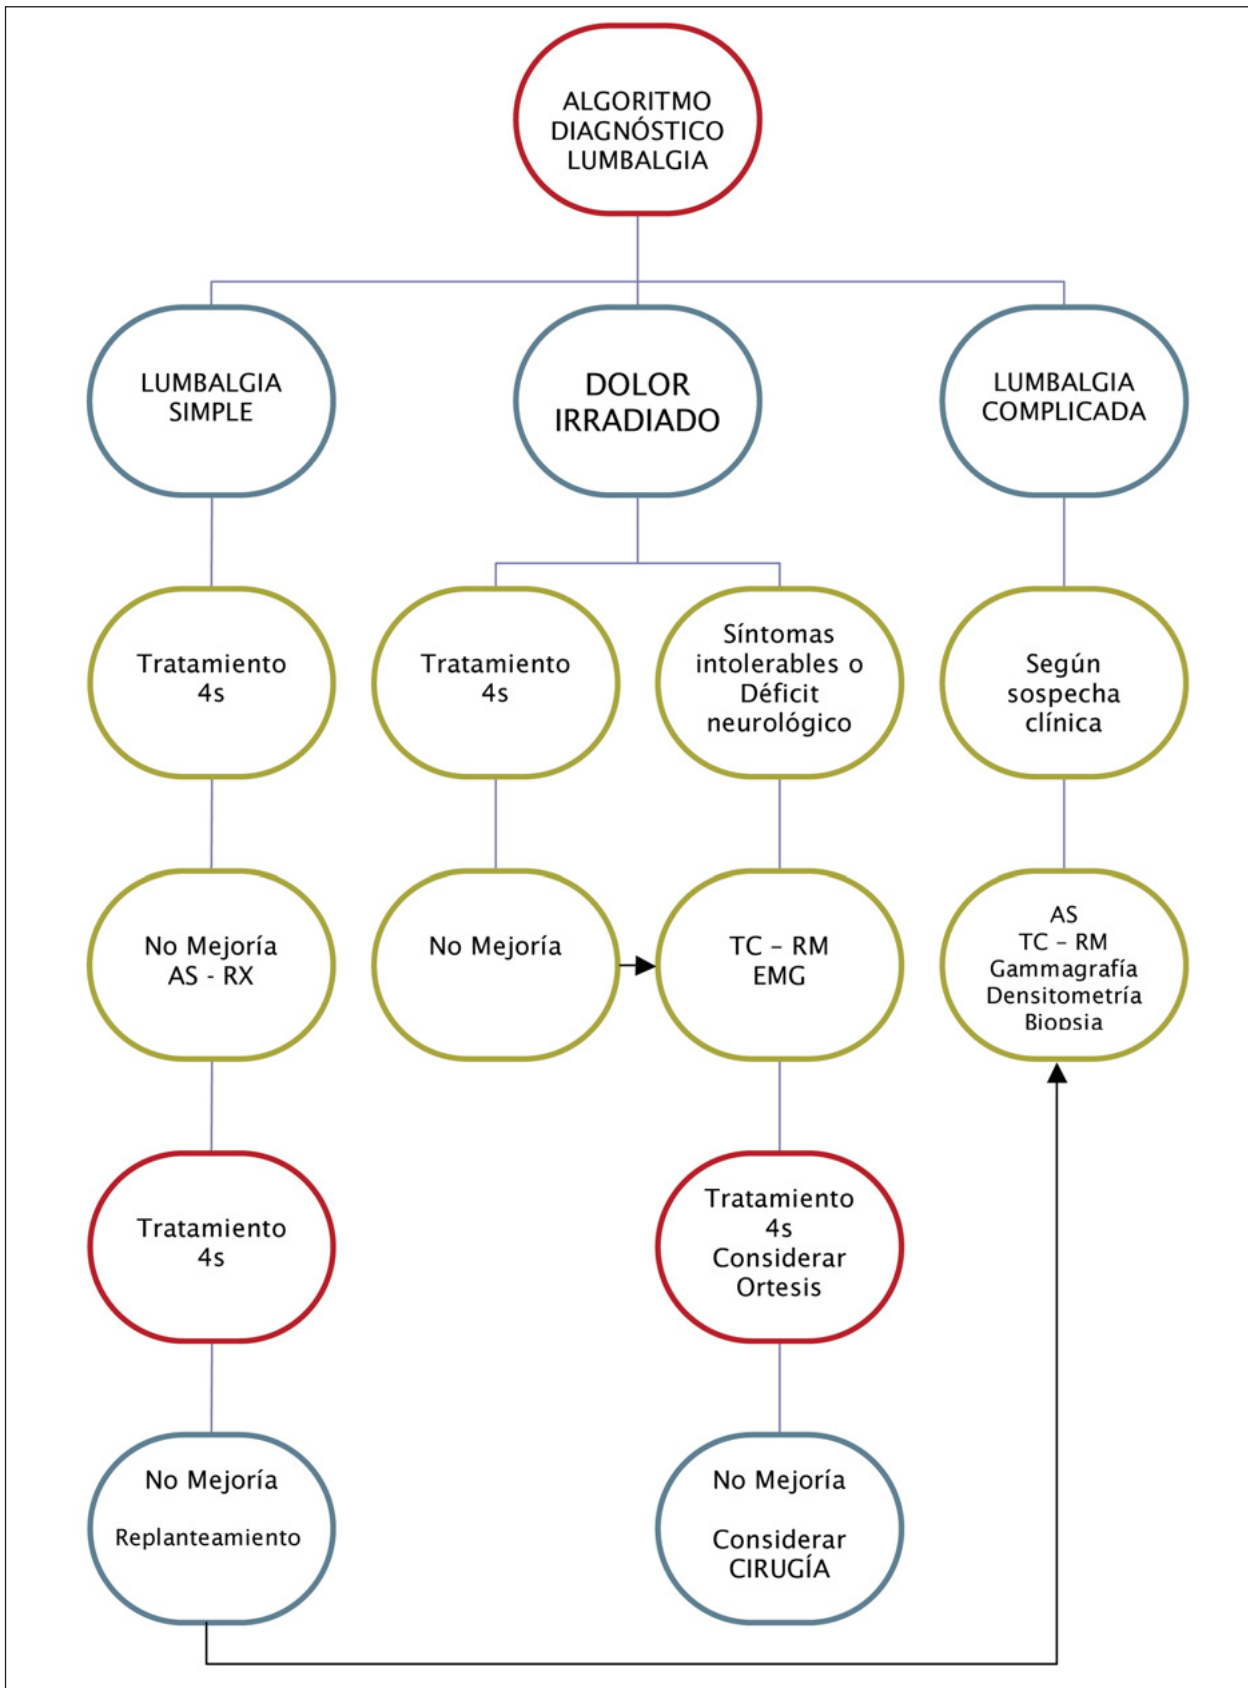 ALGORITMO
DIAGNÓSTICO
LUMBALGIA
LUMBALGIA
SIMPLE
DOLOR
IRRADIADO
LUMBALGIA
COMPLICADA
Tratamiento
4s
Tratamiento
4s
Síntomas
intolerables o
Déficit
neurológico
Según
sospecha
clínica
No Mejoría
AS - RX
No Mejoría
TC – RM
EMG
AS
TC – RM
Gammagrafía
Densitometría
Biopsia
Tratamiento
4s
Tratamiento
4s
Considerar
Ortesis
No Mejoría
Replanteamiento
No Mejoría
Considerar
CIRUGÍA